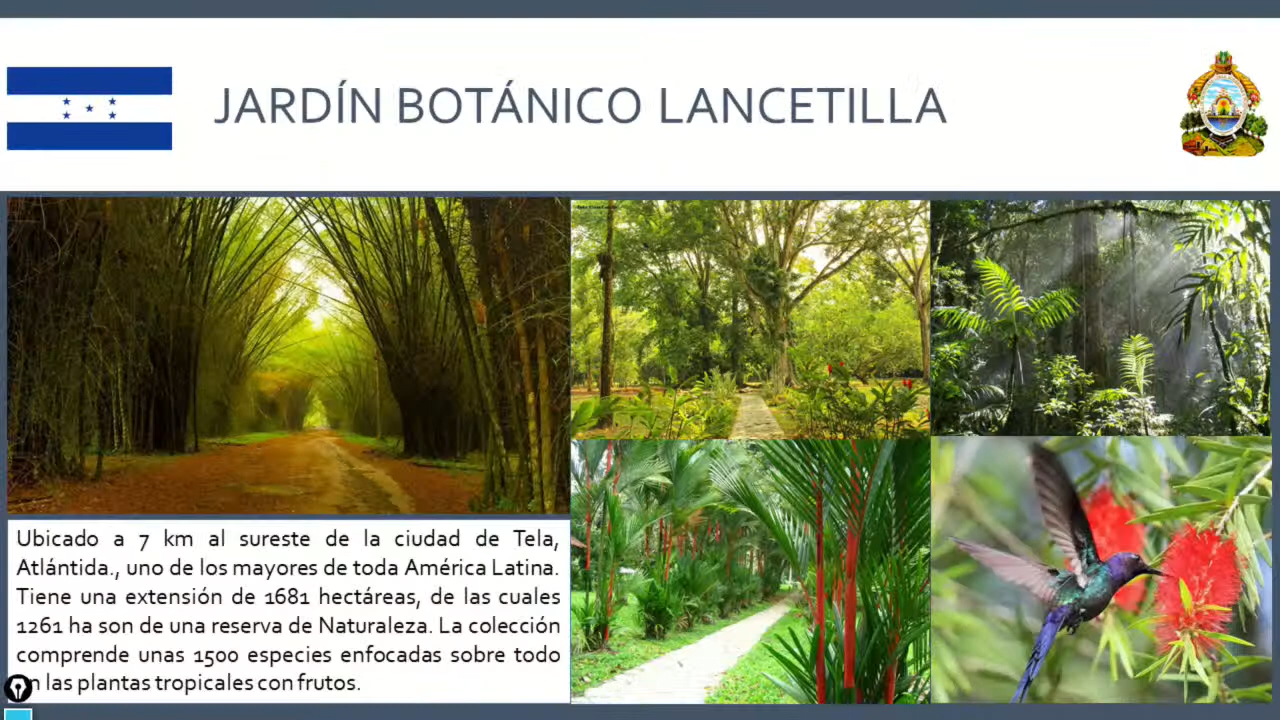 JARDÍN BOTÁNICO LANCETILLA
Ubicado a 7 km al sureste de la ciudad de Tela,
Atlántida., uno de los mayores de toda América Latina.
Tiene una extensión de 1681 hectáreas, de las cuales
1261 ha son de una reserva de Naturaleza. La colección
comprende unas 1500 especies enfocadas sobre todo
en las plantas tropicales con frutos.